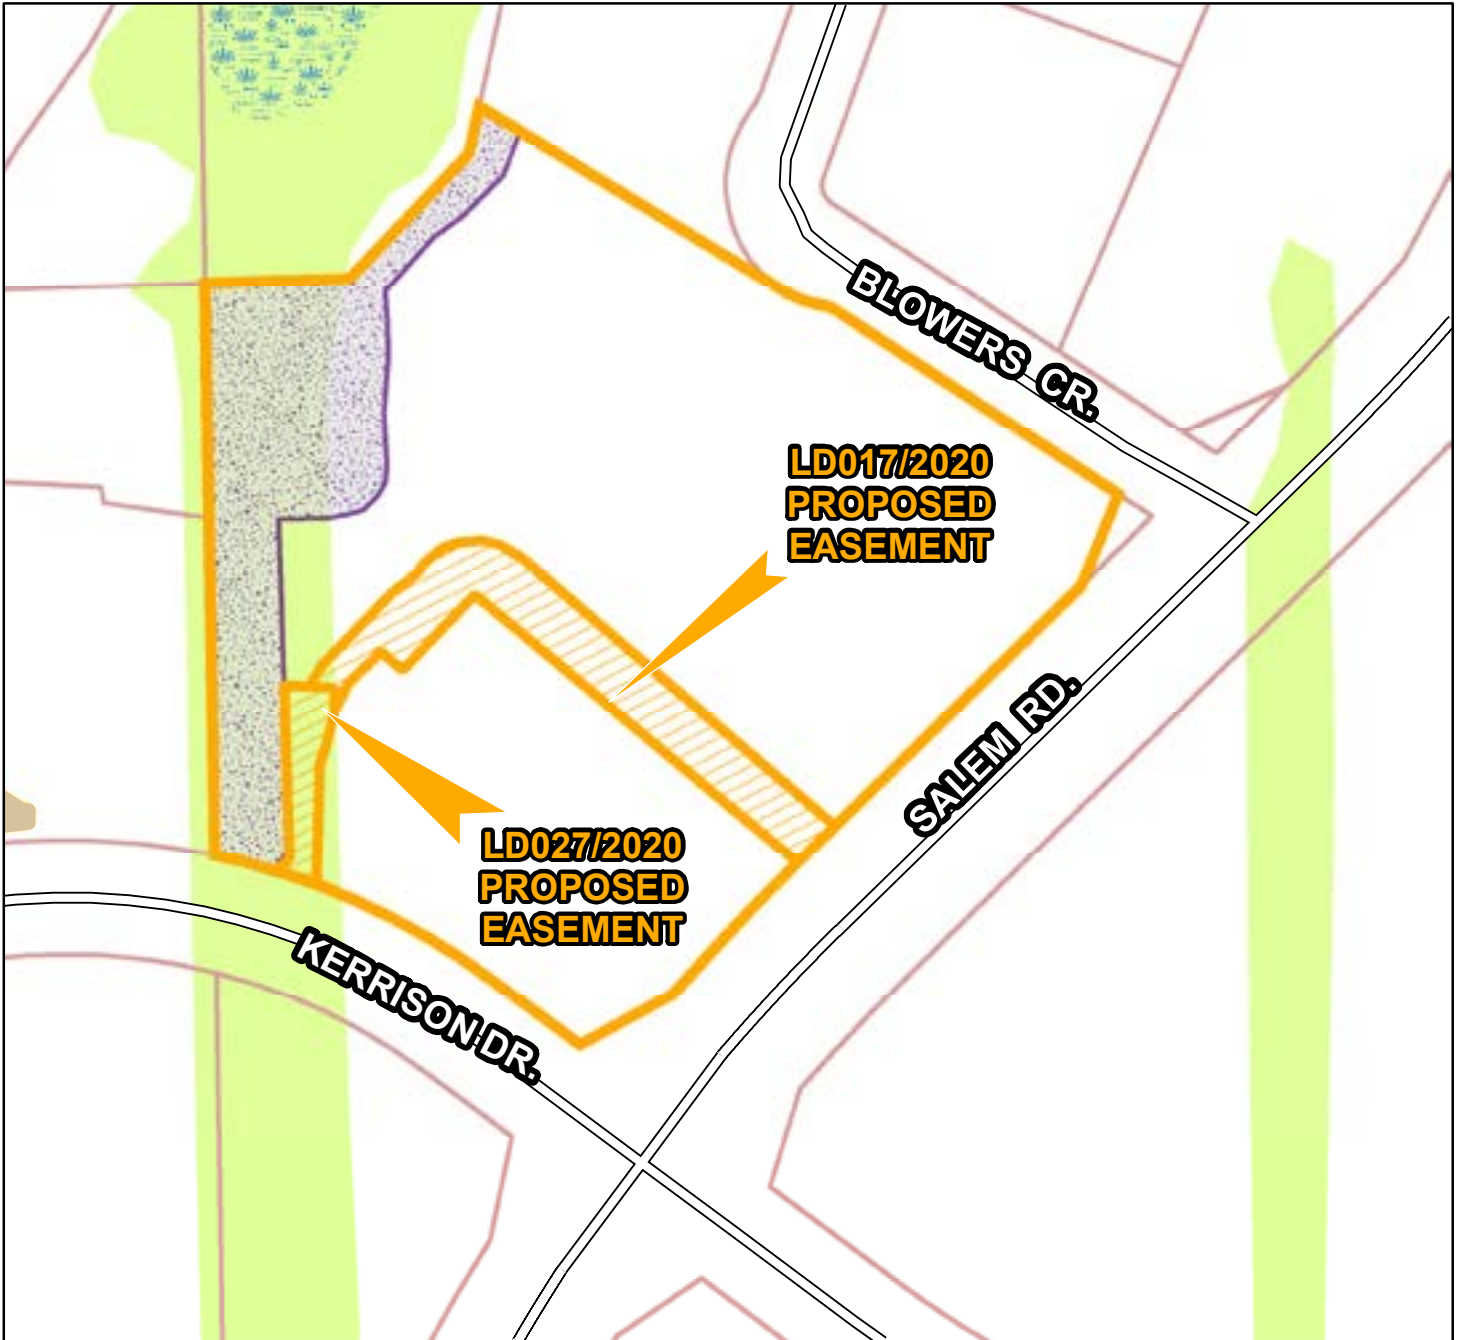 BLOWERS CR.
LD017/2020
PROPOSED
EASEMENT
SALEM RD.
LD027/2020
PROPOSED
EASEMENT
KERRISON DR.